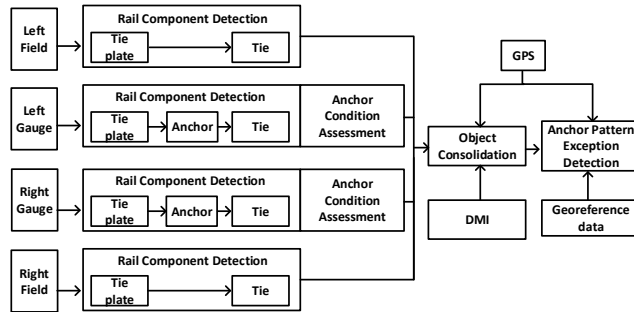 Left
Field
Rail Component Detection
Tie
plate
Tie
Left
Gauge
Rail Component Detection
Tie
plate
Anchor
Tie
Anchor
Condition
Assessment
Right
Gauge
Rail Component Detection
Tie
plate
Anchor
Tie
Anchor
Condition
Assessment
Right
Field
Rail Component Detection
Tie
plate
Tie
GPS
Object
Consolidation
Anchor Pattern
Exception
Detection
DMI
Georeference
data